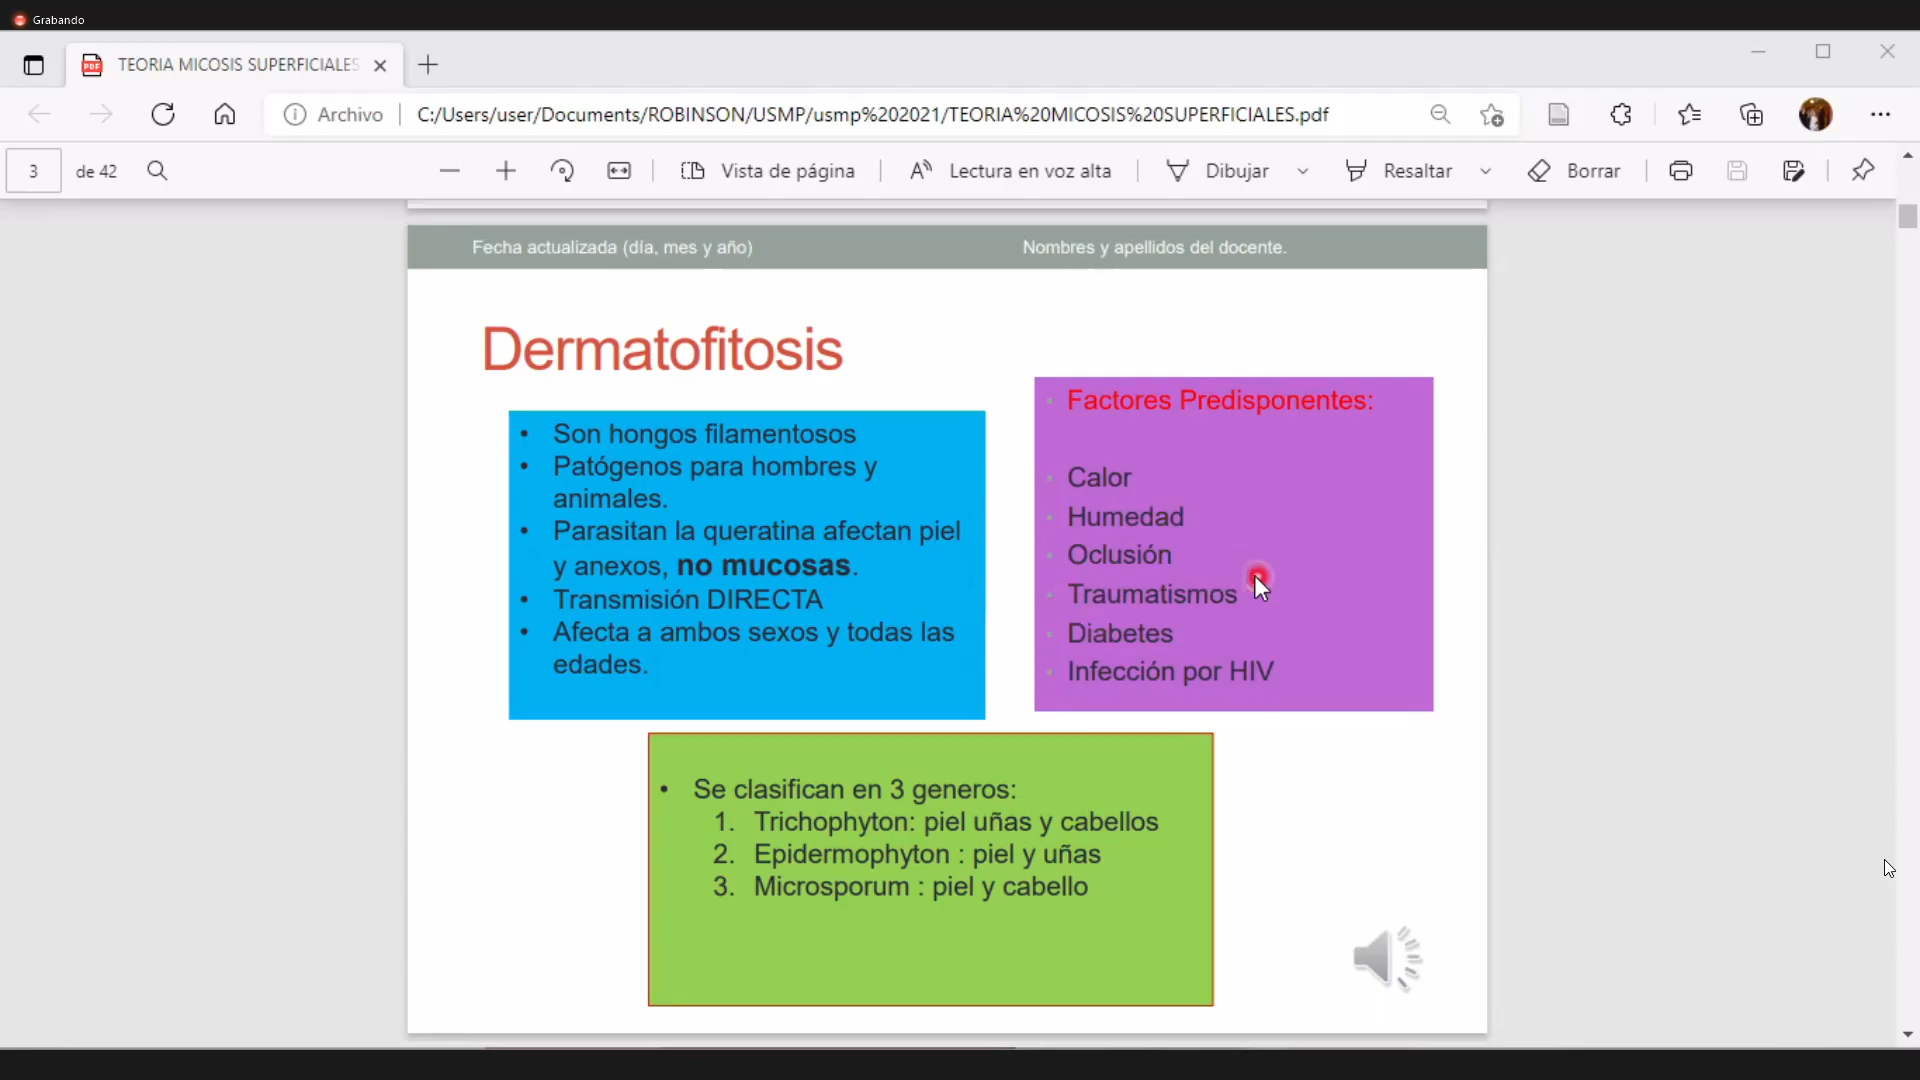 Grabando
TEORIA MICOSIS SUPERFICIALES
Archivo
C:/Users/user/Documents/ROBINSON/USMP/usmp%202021/TEORIA%20MICOSIS%20SUPERFICIALES.pdf
3 de 42
Vista de página
Lectura en voz alta
Dibujar
Resaltar
Borrar
Fecha actualizada (día, mes y año)
Nombres y apellidos del docente.
Dermatofitosis
• Son hongos filamentosos
• Patógenos para hombres y
animales.
• Parasitan la queratina afectan piel
y anexos, no mucosas.
• Transmisión DIRECTA
• Afecta a ambos sexos y todas las
edades.
• Factores Predisponentes:
• Calor
• Humedad
• Oclusión
• Traumatismos
• Diabetes
• Infección por HIV
• Se clasifican en 3 generos:
1. Trichophyton: piel uñas y cabellos
2. Epidermophyton : piel y uñas
3. Microsporum : piel y cabello